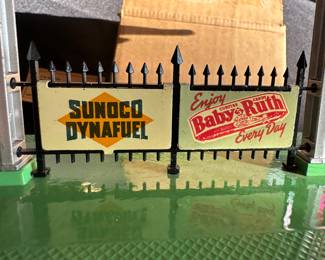 SUNOCO
DYNAFUEL
Enjoy
Baby Ruth
Every Day